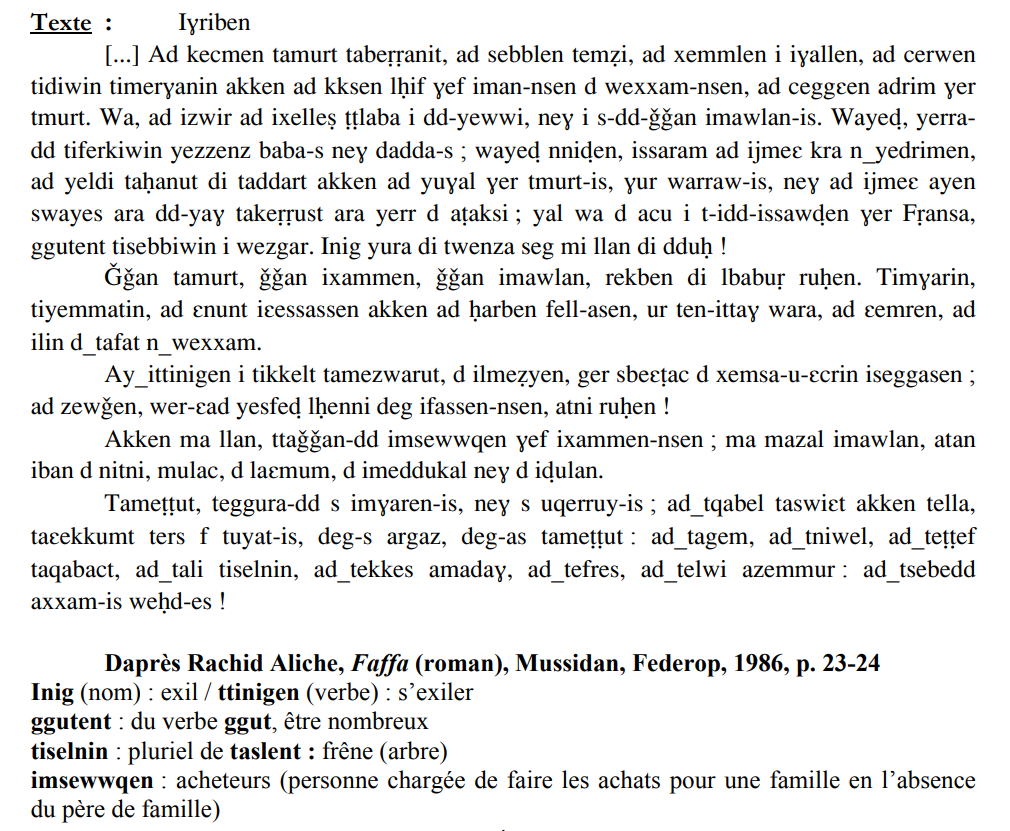 Texte : Iɣriben
[...] Ad kecmen tamurt taberṛanit, ad sebblen temẓi, ad xemmlen i iɣallen, ad cerwen
tidiwin timerɣanin akken ad kksen lḥif ɣef iman-nsen d wexxam-nsen, ad ceggɛen adrim ɣer
tmurt. Wa, ad izwir ad ixelleṣ ṭṭlaba i dd-yewwi, neɣ i s-dd-ǧǧan imawlan-is. Wayeḍ, yerra-
dd tiferkiwin yezzenz baba-s neɣ dadda-s ; wayeḍ nniḍen, issaram ad ijmeɛ kra n_yedrimen,
ad yeldi taḥanut di taddart akken ad yuɣal ɣer tmurt-is, ɣur warraw-is, neɣ ad ijmeɛ ayen
swayes ara dd-yaɣ takeṛṛust ara yerr d aṭaksi ; yal wa d acu i t-idd-issawḍen ɣer Fṛansa,
ggutent tisebbiwin i wezgar. Inig yura di twenza seg mi llan di dduḥ !
Ǧǧan tamurt, ǧǧan ixammen, ǧǧan imawlan, rekben di lbabuṛ ruḥen. Timɣarin,
tiyemmatin, ad ɛnunt iɛessassen akken ad ḥarben fell-asen, ur ten-ittaɣ wara, ad ɛemren, ad
ilin d_tafat n_wexxam.
Ay_ittinigen i tikkelt tamezwarut, d ilmeẓyen, ger sbeɛṭac d xemsa-u-ɛcrin iseggasen ;
ad zewǧen, wer-ɛad yesfeḍ lḥenni deg ifassen-nsen, atni ruḥen !
Akken ma llan, ttaǧǧan-dd imsewwqen ɣef ixammen-nsen ; ma mazal imawlan, atan
iban d nitni, mulac, d laɛmum, d imeddukal neɣ d iḍulan.
Tameṭṭut, teggura-dd s imɣaren-is, neɣ s uqerruy-is ; ad_tqabel taswiɛt akken tella,
taɛekkumt ters f tuyat-is, deg-s argaz, deg-as tameṭṭut : ad_tagem, ad_tniwel, ad_teṭṭef
taqabact, ad_tali tiselnin, ad_tekkes amadaɣ, ad_tefres, ad_telwi azemmur : ad_tsebedd
axxam-is weḥd-es !
Daprès Rachid Aliche, Faffa (roman), Mussidan, Federop, 1986, p. 23-24
Inig (nom) : exil / ttinigen (verbe) : s’exiler
ggutent : du verbe ggut, être nombreux
tiselnin : pluriel de taslent : frêne (arbre)
imsewwqen : acheteurs (personne chargée de faire les achats pour une famille en l’absence
du père de famille)